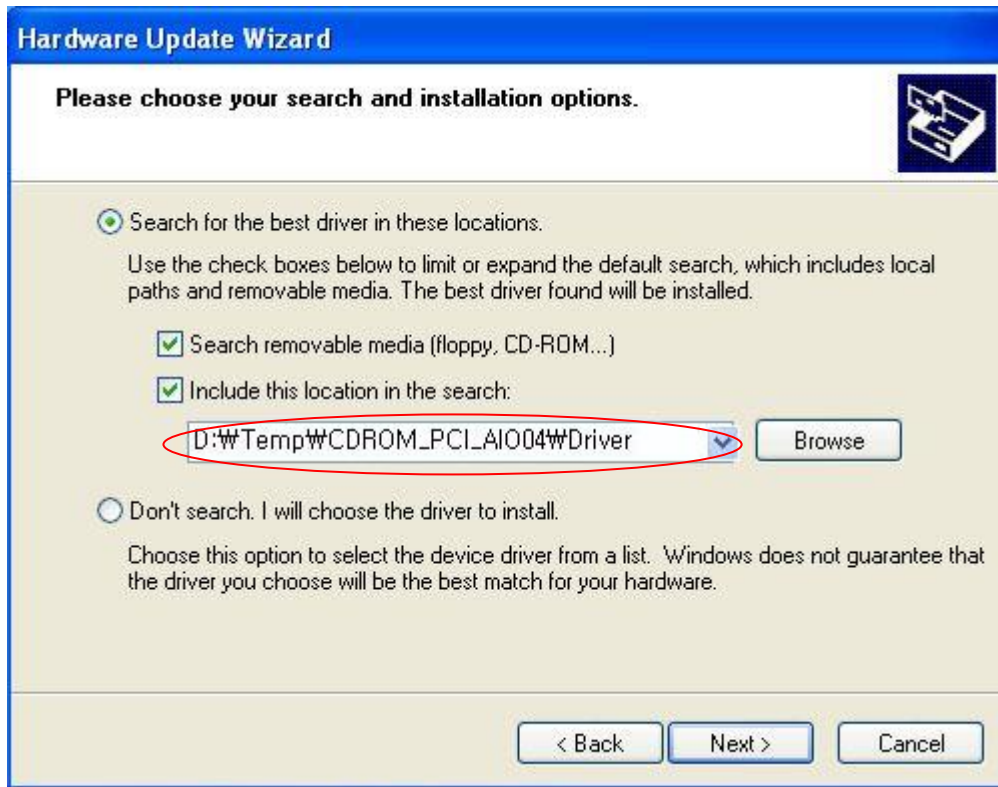 Hardware Update Wizard
Please choose your search and installation options.
Search for the best driver in these locations.
Use the check boxes below to limit or expand the default search, which includes local
paths and removable media. The best driver found will be installed.
Search removable media (floppy, CD-ROM...)
Include this location in the search:
D:₩Temp₩CDROM_PCI_AIO04₩Driver
Browse
Don't search. I will choose the driver to install.
Choose this option to select the device driver from a list. Windows does not guarantee that
the driver you choose will be the best match for your hardware.
< Back Next > Cancel